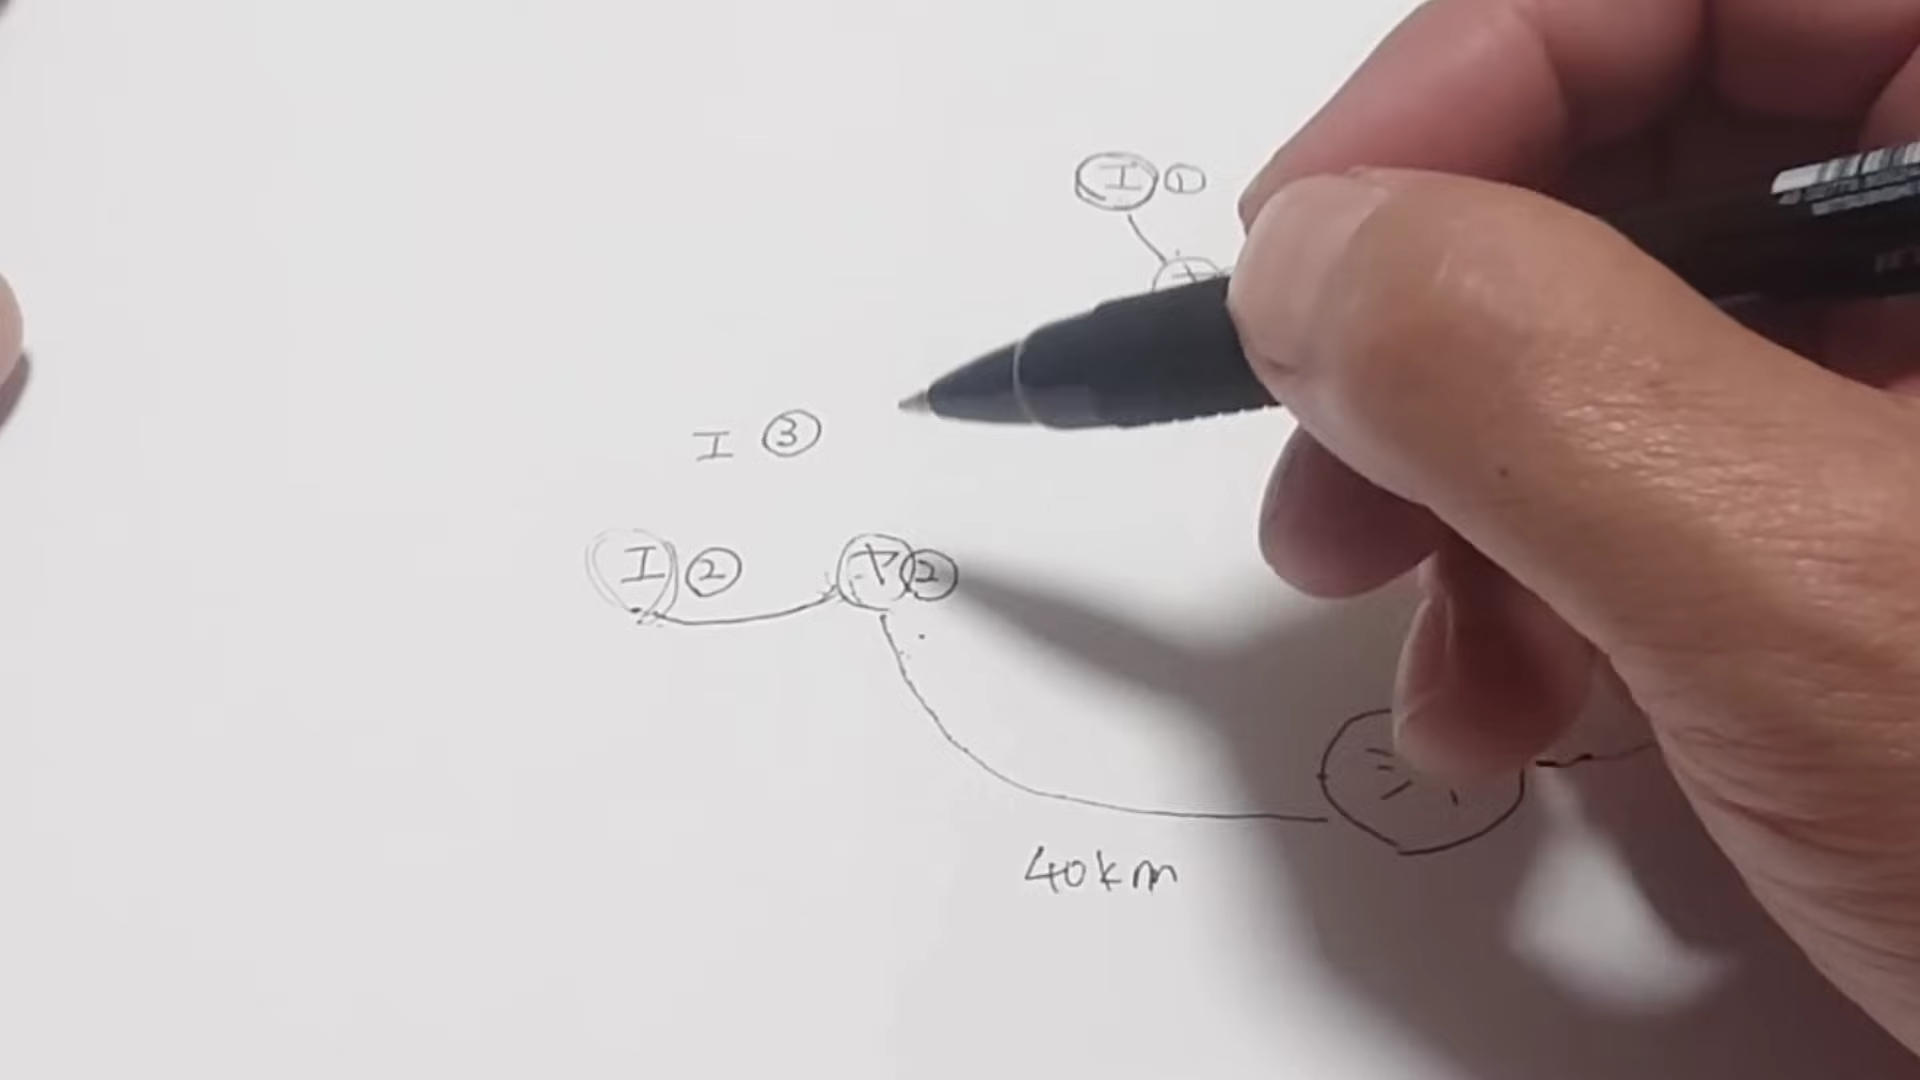 エ ①
エ ③
エ ② ヤ ②
40km